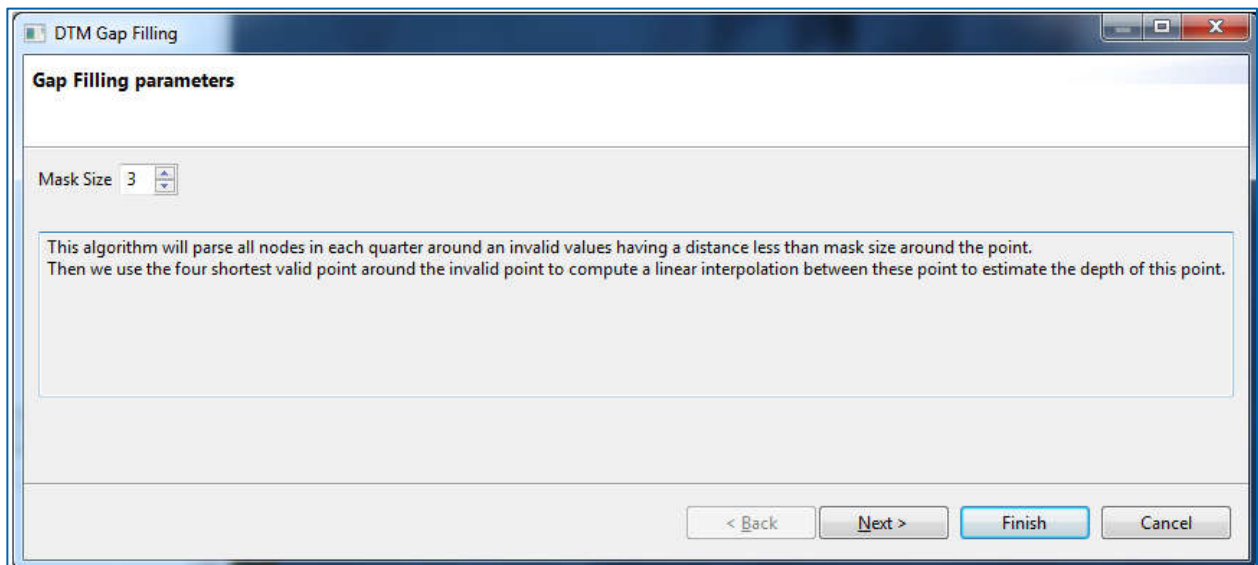 DTM Gap Filling
Gap Filling parameters
Mask Size 3
This algorithm will parse all nodes in each quarter around an invalid values having a distance less than mask size around the point.
Then we use the four shortest valid point around the invalid point to compute a linear interpolation between these point to estimate the depth of this point.
< Back Next > Finish Cancel